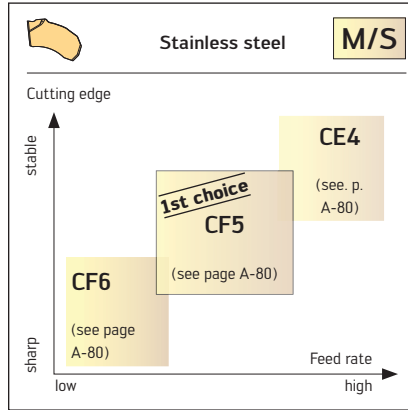 Stainless steel
M/S
Cutting edge
stable
CE4
(see. p.
A-80)
1st choice
CF5
(see page A-80)
CF6
(see page
A-80)
sharp
Feed rate
low
high